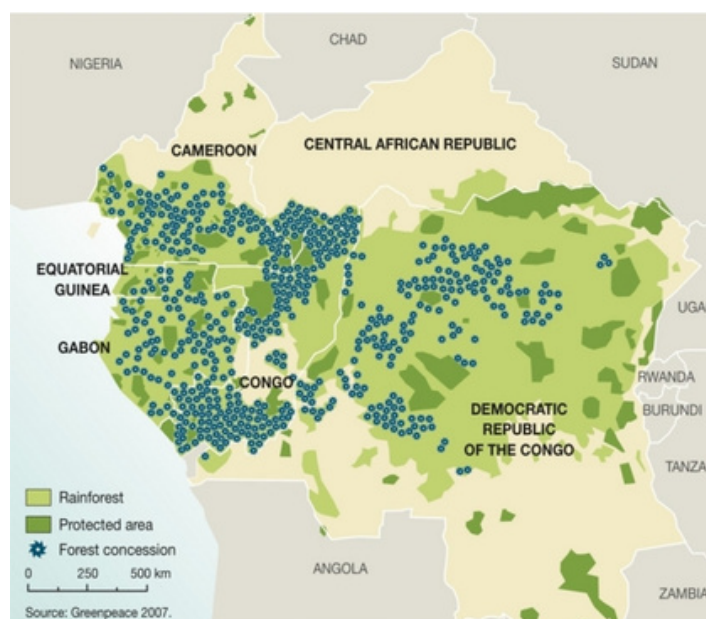 CHAD
NIGERIA
SUDAN
CENTRAL AFRICAN REPUBLIC
CAMEROON
EQUATORIAL
GUINEA
UGA
GABON
RWANDA
CONGO
BURUNDI
DEMOCRATIC
REPUBLIC
OF THE CONGO
TANZA
Rainforest
Protected area
Forest concession
0 250 500 km
ANGOLA
ZAMBIA
Source: Greenpeace 2007.